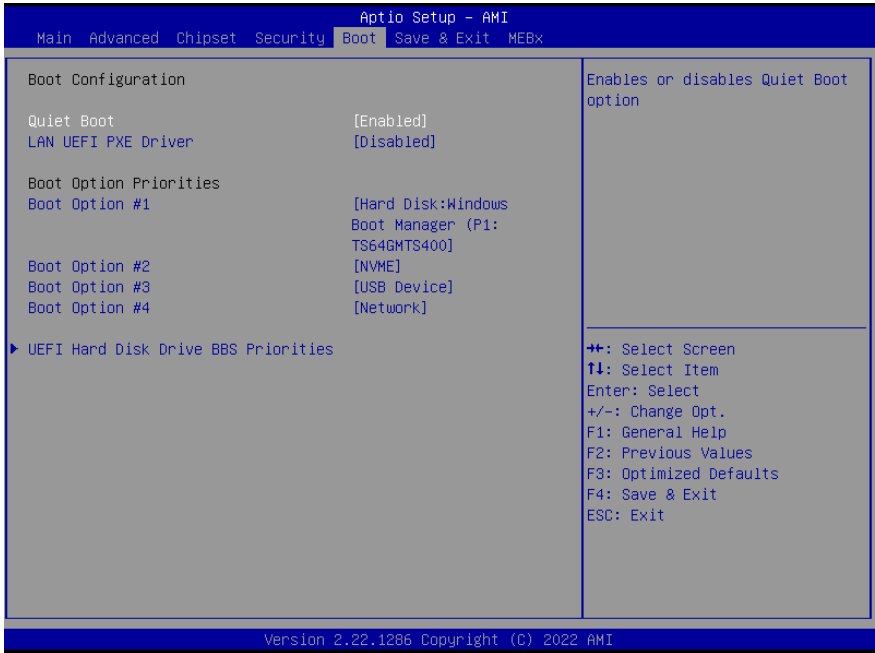 Aptio Setup – AMI
Main Advanced Chipset Security Boot Save & Exit MEBx
Boot Configuration
Quiet Boot [Enabled]
LAN UEFI PXE Driver [Disabled]
Boot Option Priorities
Boot Option #1 [Hard Disk:Windows
Boot Manager (P1:
TS64GMTS400]
Boot Option #2 [NVME]
Boot Option #3 [USB Device]
Boot Option #4 [Network]
▶ UEFI Hard Disk Drive BBS Priorities
Enables or disables Quiet Boot
option
→←: Select Screen
↑↓: Select Item
Enter: Select
+/-: Change Opt.
F1: General Help
F2: Previous Values
F3: Optimized Defaults
F4: Save & Exit
ESC: Exit
Version 2.22.1286 Copyright (C) 2022 AMI